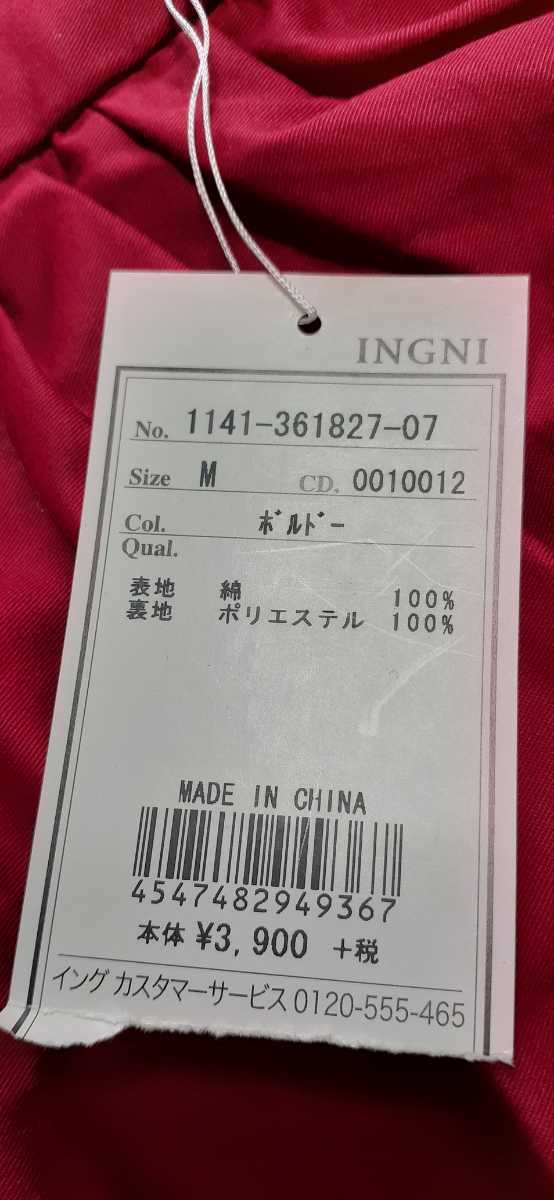 INGNI
No. 1141-361827-07
Size M CD. 0010012
Col. ﾎﾞﾙﾄﾞｰ
Qual.
表地 綿 100%
裏地 ポリエステル 100%
MADE IN CHINA
4547482949367
本体 ¥3,900 +税
イング カスタマーサービス 0120-555-465